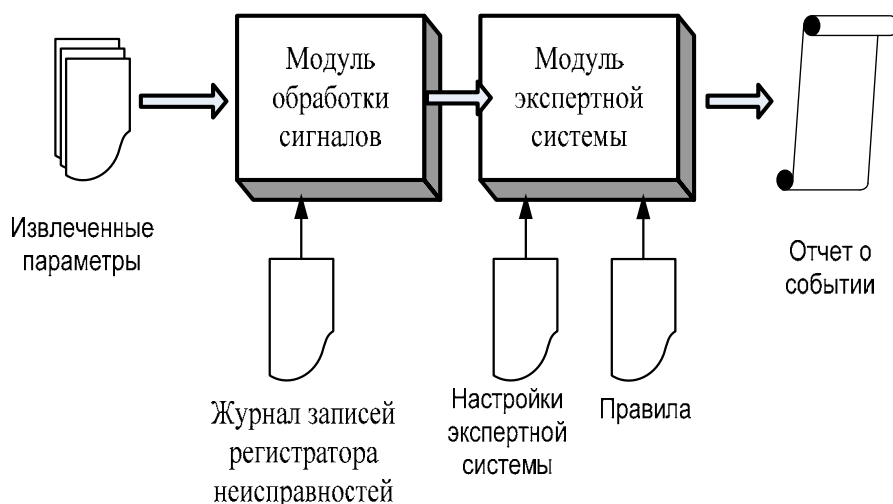 Модуль
обработки
сигналов
Модуль
экспертной
системы
Извлеченные
параметры
Отчет о
событии
Журнал записей
регистратора
неисправностей
Настройки
экспертной
системы
Правила